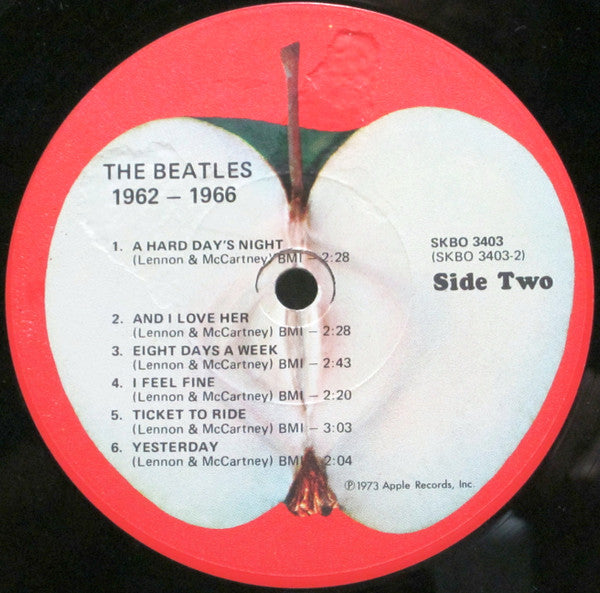 THE BEATLES
1962 – 1966
1. A HARD DAY'S NIGHT
(Lennon & McCartney) BMI – 2:28
SKBO 3403
(SKBO 3403-2)
Side Two
2. AND I LOVE HER
(Lennon & McCartney) BMI – 2:28
3. EIGHT DAYS A WEEK
(Lennon & McCartney) BMI – 2:43
4. I FEEL FINE
(Lennon & McCartney) BMI – 2:20
5. TICKET TO RIDE
(Lennon & McCartney) BMI – 3:03
6. YESTERDAY
(Lennon & McCartney) BMI – 2:04
℗1973 Apple Records, Inc.